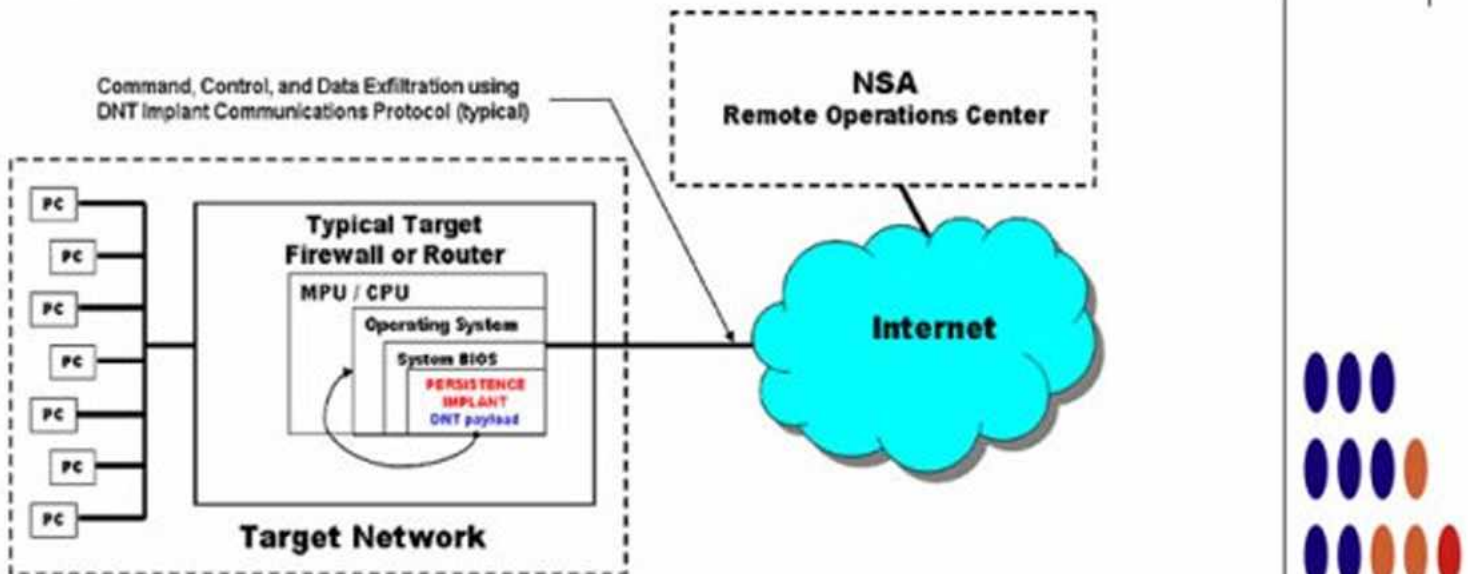 Command, Control, and Data Exfiltration using
DNT Implant Communications Protocol (typical)
NSA
Remote Operations Center
PC
PC
PC
PC
PC
PC
PC
Typical Target
Firewall or Router
MPU / CPU
Operating System
System BIOS
PERSISTENCE
IMPLANT
DNT payload
Target Network
Internet